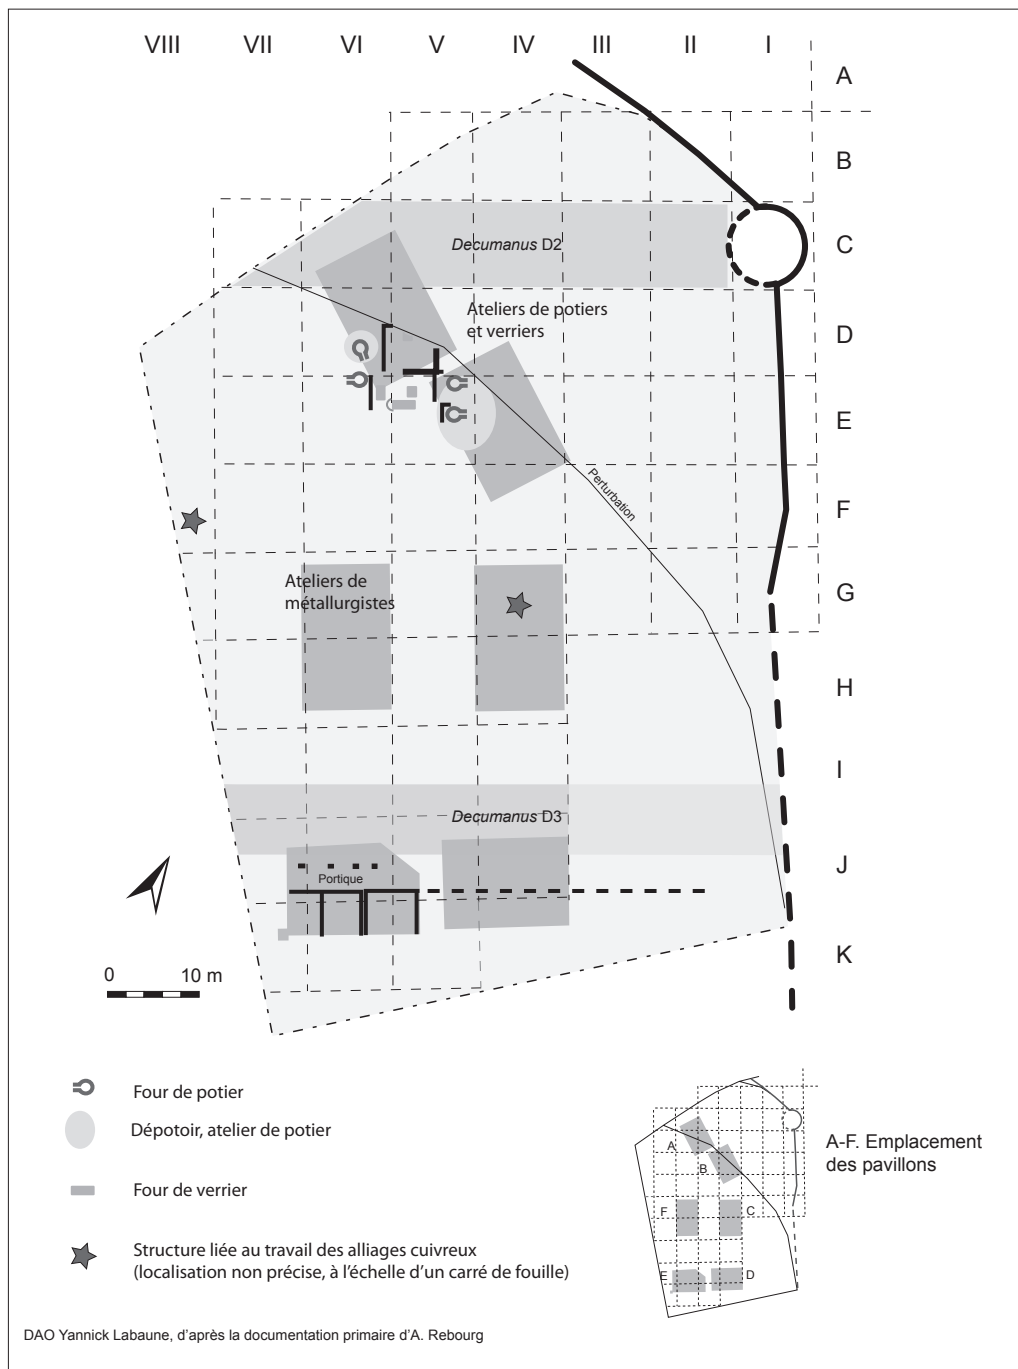 VIII VII VI V IV III II I
A
B
C
Decumanus D2
Ateliers de potiers
et verriers
D
E
Perturbation
F
Ateliers de
métallurgistes
G
H
I
Decumanus D3
J
Portique
K
0 10 m
Four de potier
Dépotoir, atelier de potier
Four de verrier
Structure liée au travail des alliages cuivreux
(localisation non précise, à l'échelle d'un carré de fouille)
A
B
F
C
E
D
A-F. Emplacement
des pavillons
DAO Yannick Labaune, d'après la documentation primaire d'A. Rebourg